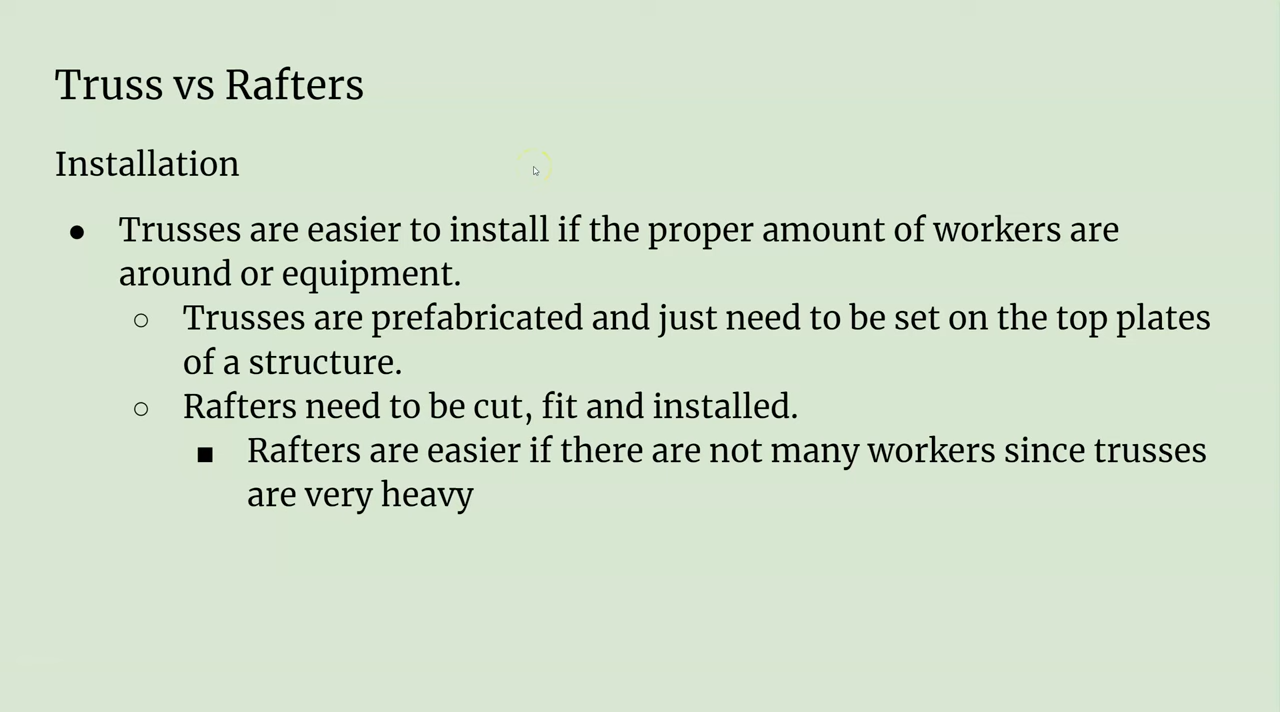 Truss vs Rafters
Installation
● Trusses are easier to install if the proper amount of workers are
around or equipment.
○ Trusses are prefabricated and just need to be set on the top plates
of a structure.
○ Rafters need to be cut, fit and installed.
■ Rafters are easier if there are not many workers since trusses
are very heavy